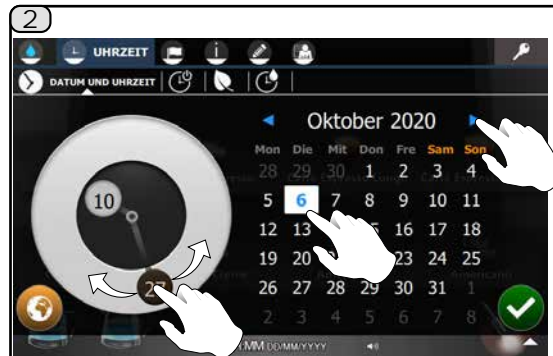 2
UHRZEIT
DATUM UND UHRZEIT
Oktober 2020
Mon Die Mit Don Fre Sam Son
28 29 30 1 2 3 4
5 6 7 8 9 10 11
12 13 15 16 17 18
19 20 23 24 25
26 27 28 29 30 31 1
2 3 4 5 6 7 8
10
27
:MM DD/MM/YYYY